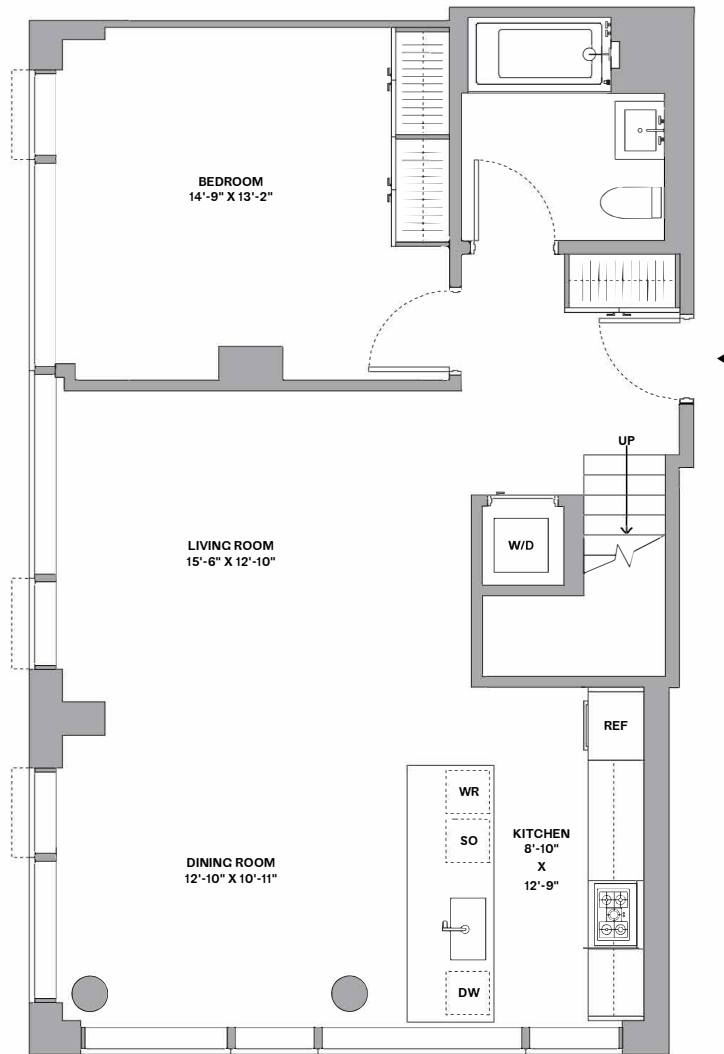 BEDROOM
14'-9" X 13'-2"
UP
W/D
LIVING ROOM
15'-6" X 12'-10"
REF
WR
SO
KITCHEN
8'-10"
X
12'-9"
DINING ROOM
12'-10" X 10'-11"
DW